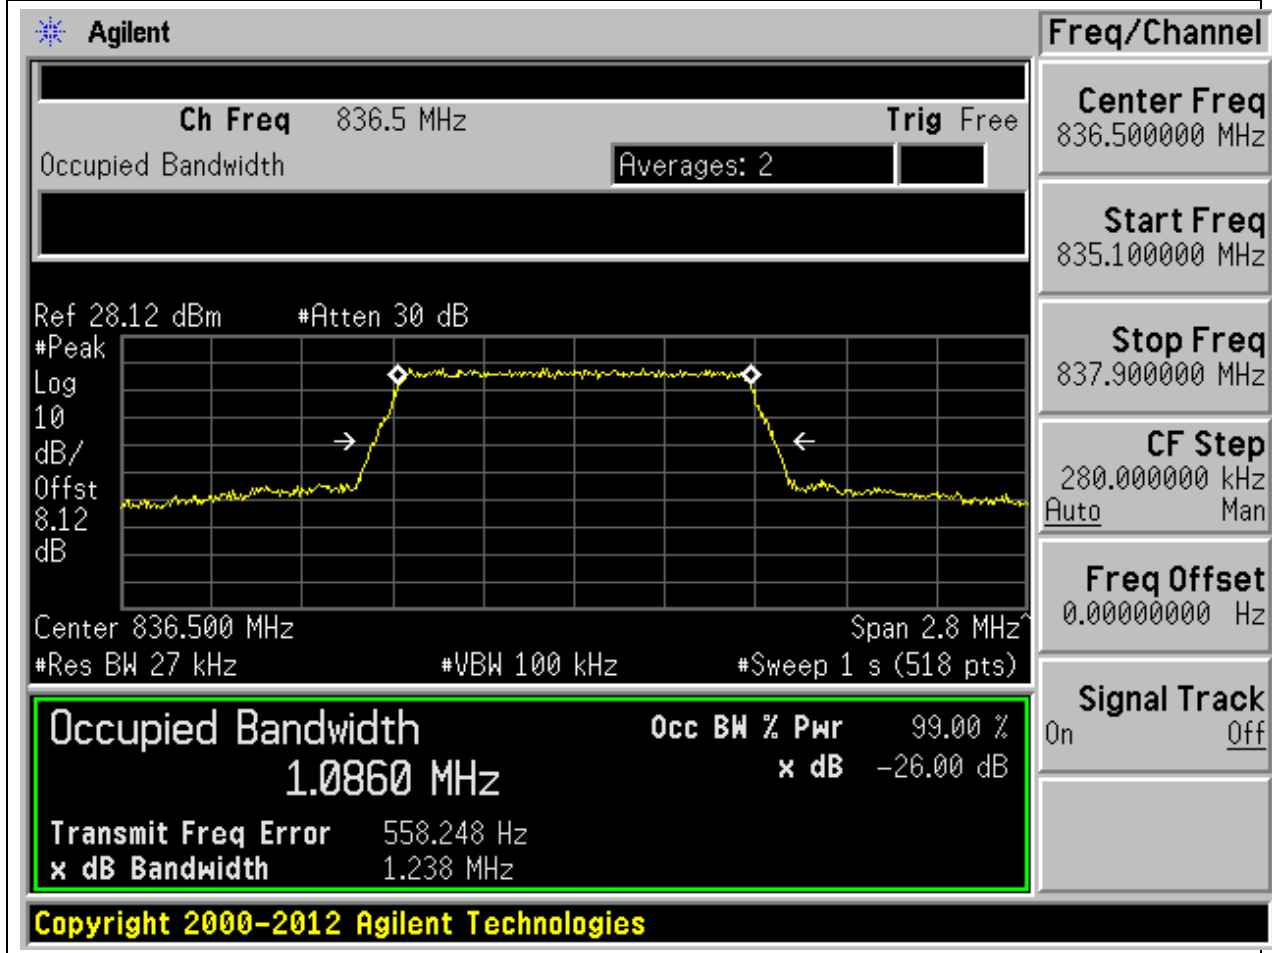 Agilent
Freq/Channel
Ch Freq 836.5 MHz Trig Free
Occupied Bandwidth Averages: 2
Center Freq
836.500000 MHz
Start Freq
835.100000 MHz
Stop Freq
837.900000 MHz
CF Step
280.000000 kHz
Auto Man
Freq Offset
0.00000000 Hz
Signal Track
On Off
Ref 28.12 dBm #Atten 30 dB
#Peak
Log
10
dB/
Offst
8.12
dB
Center 836.500 MHz Span 2.8 MHz^
#Res BW 27 kHz #VBW 100 kHz #Sweep 1 s (518 pts)
Occupied Bandwidth Occ BW % Pwr 99.00 %
1.0860 MHz x dB -26.00 dB
Transmit Freq Error 558.248 Hz
x dB Bandwidth 1.238 MHz
Copyright 2000-2012 Agilent Technologies